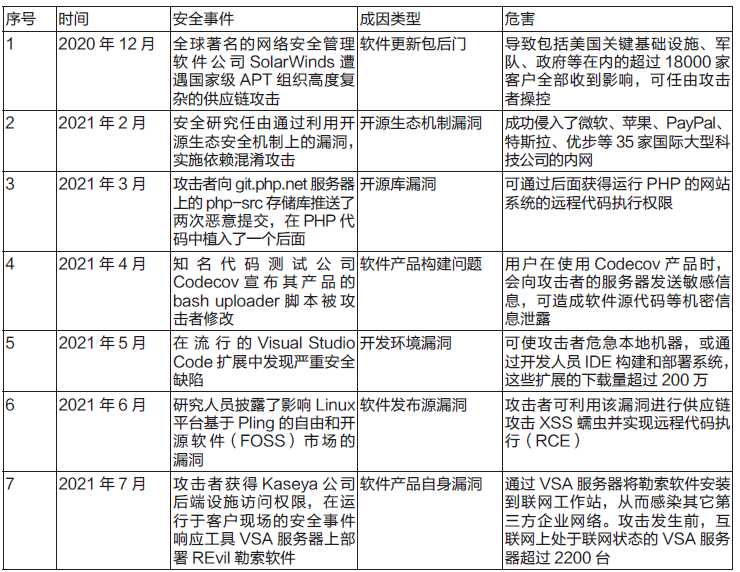 序号 时间 安全事件 成因类型 危害
1 2020 年 12 月 全球著名的网络安全管理 软件更新包后门 导致包括美国关键基础设施、军
软件公司 SolarWinds 遭 队、政府等在内的超过 18000 家
遇国家级 APT 组织高度复 客户全部收到影响，可任由攻击
杂的供应链攻击 者操控
2 2021 年 2 月 安全研究任由通过利用开 开源生态机制漏洞 成功侵入了微软、苹果、PayPal、
源生态安全机制上的漏洞， 特斯拉、优步等 35 家国际大型科
实施依赖混淆攻击 技公司的内网
3 2021 年 3 月 攻击者向 git.php.net 服务器 开源库漏洞 可通过后面获得运行 PHP 的网站
上的 php-src 存储库推送了 系统的远程代码执行权限
两次恶意提交，在 PHP 代
码中植入了一个后面
4 2021 年 4 月 知名代码测试公司 软件产品构建问题 用户在使用 Codecov 产品时，
Codecov 宣布其产品的 会向攻击者的服务器发送敏感信
bash uploader 脚本被攻 息，可造成软件源代码等机密信
击者修改 息泄露
5 2021 年 5 月 在流行的 Visual Studio 开发环境漏洞 可使攻击者危急本地机器，或通
Code 扩展中发现严重安全 过开发人员 IDE 构建和部署系统，
缺陷 这些扩展的下载量超过 200 万
6 2021 年 6 月 研究人员披露了影响 Linux 软件发布源漏洞 攻击者可利用该漏洞进行供应链
平台基于 Pling 的自由和开 攻击 XSS 蠕虫并实现远程代码执
源软件（FOSS）市场的 行（RCE）
漏洞
7 2021 年 7 月 攻击者获得 Kaseya 公司 软件产品自身漏洞 通过 VSA 服务器将勒索软件安装
后端设施访问权限，在运 到联网工作站，从而感染其它第
行于客户现场的安全事件 三方企业网络。攻击发生前，互
响应工具 VSA 服务器上部 联网上处于联网状态的 VSA 服务
署 REvil 勒索软件 器超过 2200 台